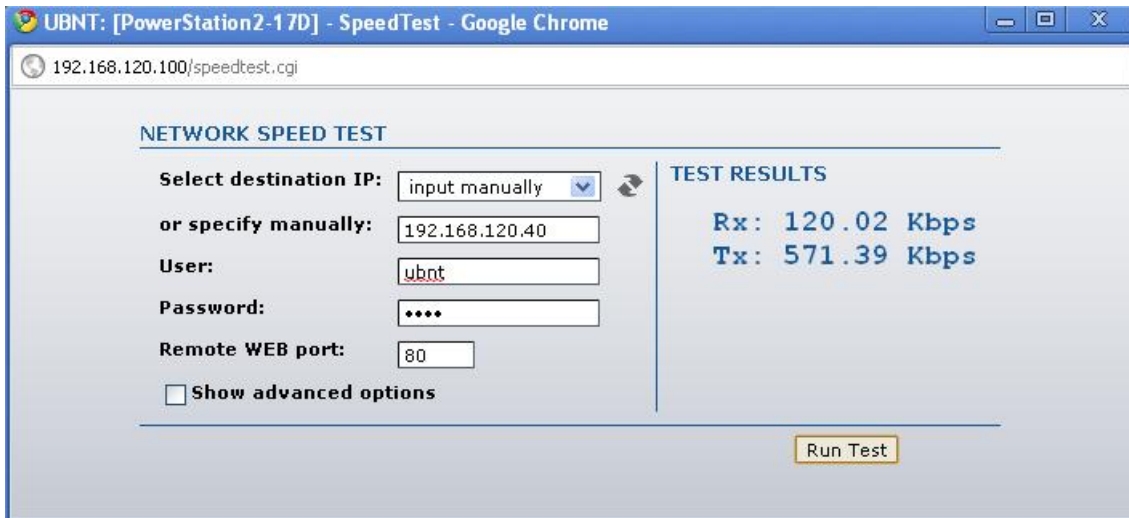 UBNT: [PowerStation2-17D] - SpeedTest - Google Chrome
192.168.120.100/speedtest.cgi
NETWORK SPEED TEST
Select destination IP: input manually
or specify manually: 192.168.120.40
User: ubnt
Password: ••••
Remote WEB port: 80
Show advanced options
TEST RESULTS
Rx: 120.02 Kbps
Tx: 571.39 Kbps
Run Test